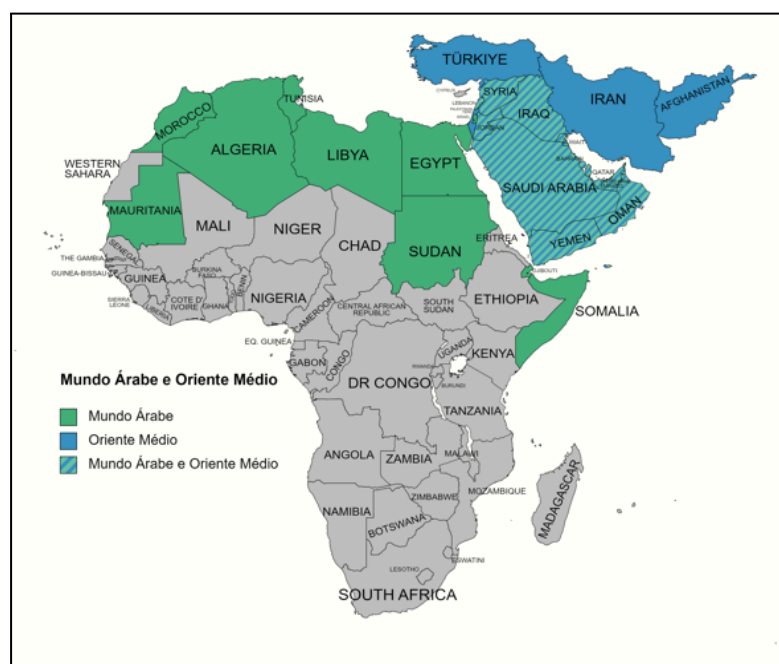 TÜRKIYE
CYPRUS
SYRIA
LEBANON
IRAQ
IRAN
AFGHANISTAN
ISRAEL
JORDAN
KUWAIT
BAHRAIN
QATAR
SAUDI ARABIA
OMAN
YEMEN
MOROCCO
TUNISIA
ALGERIA
LIBYA
EGYPT
WESTERN
SAHARA
MAURITANIA
MALI
NIGER
CHAD
SUDAN
ERITREA
DJIBOUTI
SENEGAL
THE GAMBIA
GUINEA-BISSAU
GUINEA
SIERRA
LEONE
LIBERIA
COTE D'
IVOIRE
BURKINA
FASO
GHANA
TOGO
BENIN
NIGERIA
CAMEROON
CENTRAL AFRICAN
REPUBLIC
SOUTH
SUDAN
ETHIOPIA
SOMALIA
EQ. GUINEA
GABON
CONGO
DR CONGO
UGANDA
KENYA
RWANDA
BURUNDI
TANZANIA
ANGOLA
ZAMBIA
MALAWI
MOZAMBIQUE
ZIMBABWE
NAMIBIA
BOTSWANA
MADAGASCAR
ESWATINI
LESOTHO
SOUTH AFRICA
Mundo Árabe e Oriente Médio
Mundo Árabe
Oriente Médio
Mundo Árabe e Oriente Médio